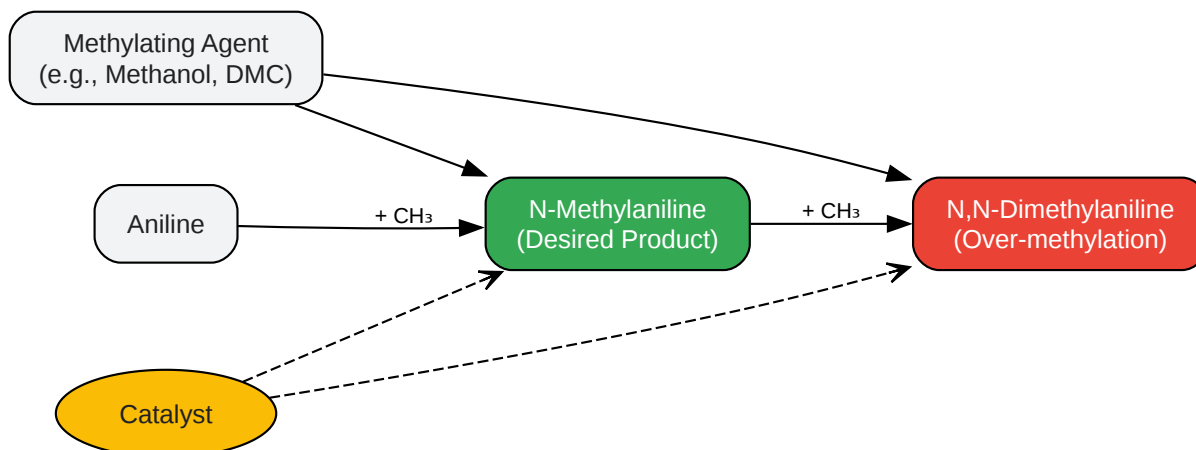 Methylating Agent
(e.g., Methanol, DMC)
Aniline
+ CH₃
N-Methylaniline
(Desired Product)
+ CH₃
N,N-Dimethylaniline
(Over-methylation)
Catalyst